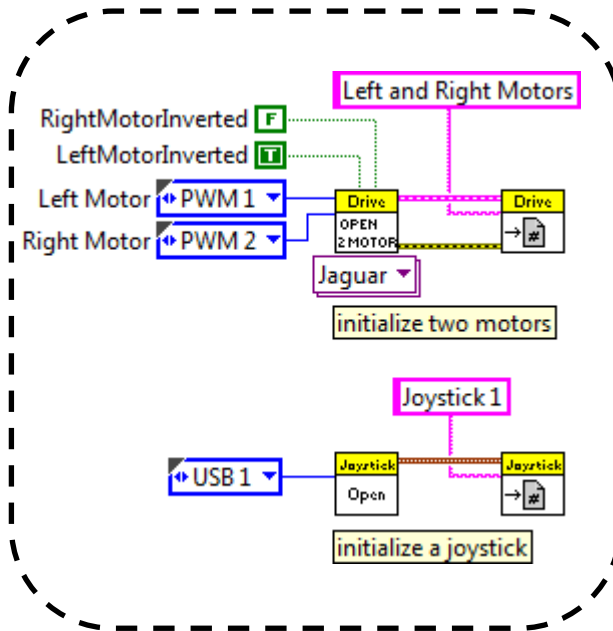 Left and Right Motors
RightMotorInverted F
LeftMotorInverted T
Left Motor PWM 1
Drive
Drive
OPEN
2 MOTOR
#
Right Motor PWM 2
Jaguar
initialize two motors
Joystick 1
Joystick
Joystick
USB 1
Open
#
initialize a joystick